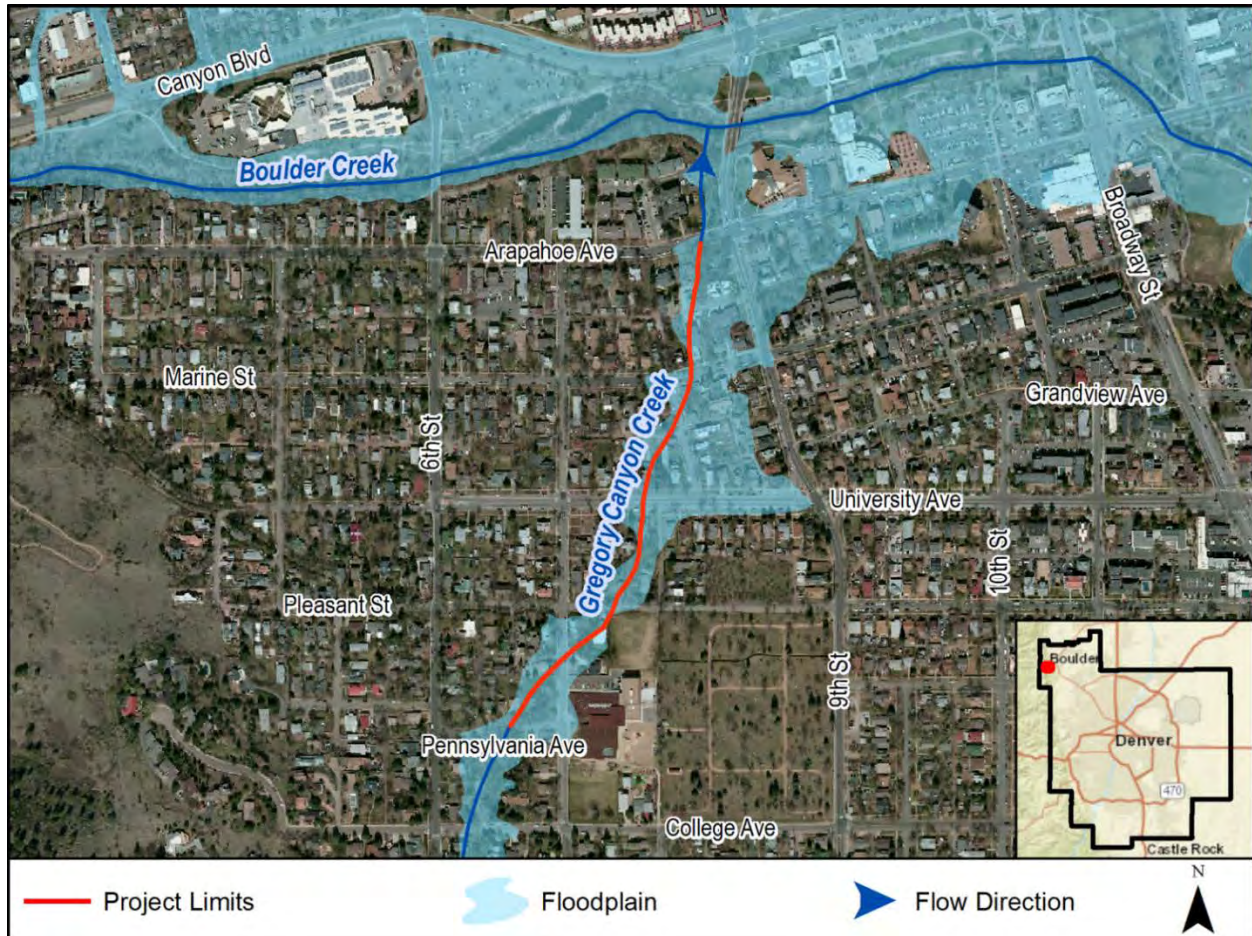 Canyon Blvd
Boulder Creek
Arapahoe Ave
Broadway St
Marine St
Grandview Ave
6th St
Gregory Canyon Creek
University Ave
10th St
Pleasant St
9th St
Pennsylvania Ave
College Ave
Boulder
Denver
470
Castle Rock
Project Limits
Floodplain
Flow Direction
N